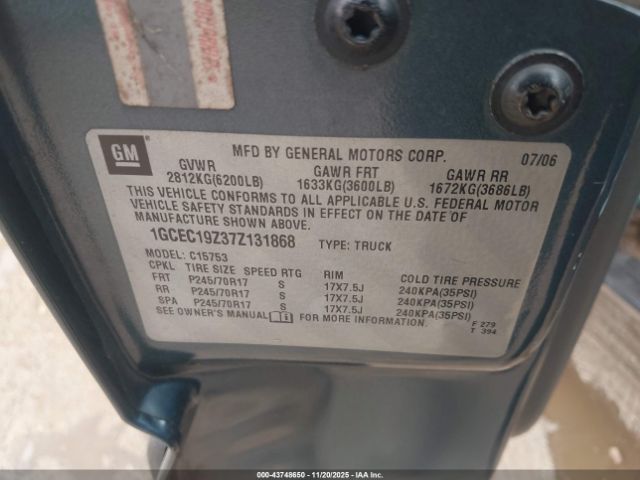 GM
MFD BY GENERAL MOTORS CORP. 07/06
GVWR GAWR FRT GAWR RR
2812KG(6200LB) 1633KG(3600LB) 1672KG(3686LB)
THIS VEHICLE CONFORMS TO ALL APPLICABLE U.S. FEDERAL MOTOR
VEHICLE SAFETY STANDARDS IN EFFECT ON THE DATE OF
MANUFACTURE SHOWN ABOVE.
1GCEC19Z37Z131868 TYPE: TRUCK
MODEL: C15753
CPKL TIRE SIZE SPEED RTG RIM COLD TIRE PRESSURE
FRT P245/70R17 S 17X7.5J 240KPA(35PSI)
RR P245/70R17 S 17X7.5J 240KPA(35PSI)
SPA P245/70R17 S 17X7.5J 240KPA(35PSI)
SEE OWNER'S MANUAL FOR MORE INFORMATION.
F 279
T 394
000-43748650 - 11/20/2025 - IAAI.COM